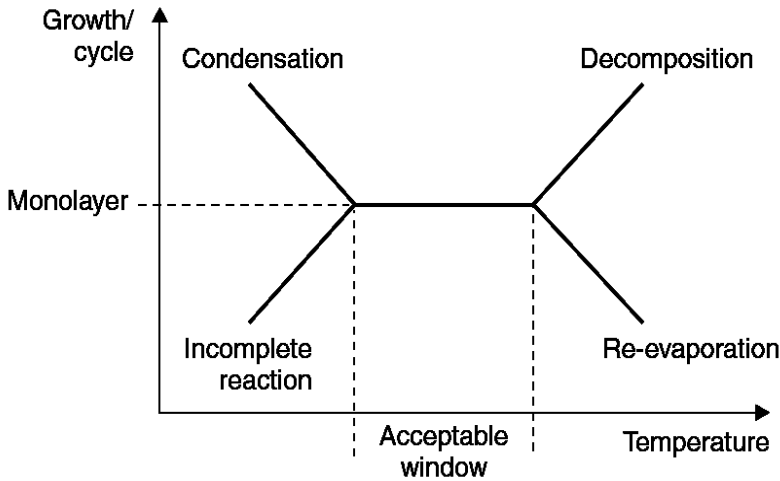 Growth/
cycle
Condensation
Decomposition
Monolayer
Incomplete
reaction
Re-evaporation
Acceptable
window
Temperature